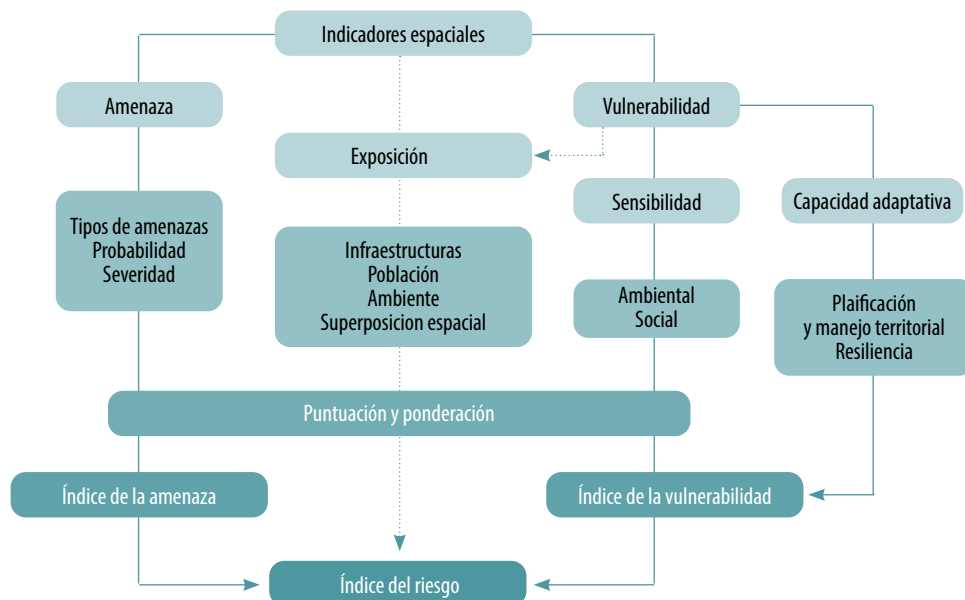 Indicadores espaciales
Amenaza
Vulnerabilidad
Exposición
Sensibilidad
Capacidad adaptativa
Tipos de amenazas
Probabilidad
Severidad
Infraestructuras
Población
Ambiente
Superposicion espacial
Ambiental
Social
Plaificación
y manejo territorial
Resiliencia
Puntuación y ponderación
Índice de la amenaza
Índice de la vulnerabilidad
Índice del riesgo